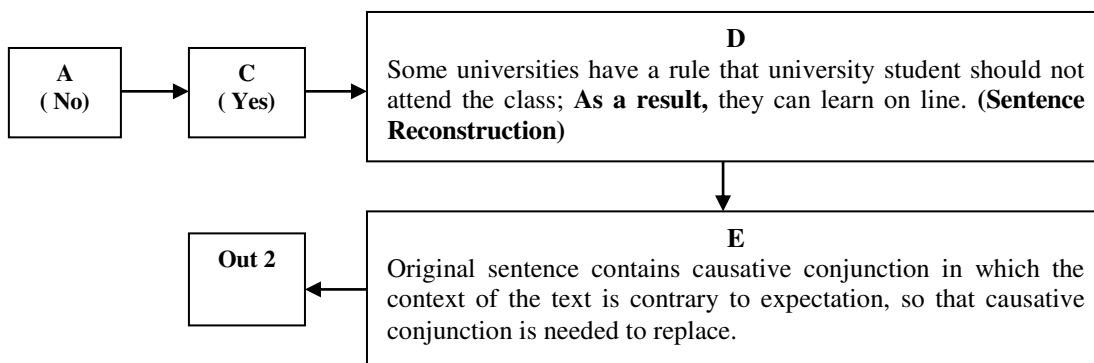 A
( No)
C
( Yes)
D
Some universities have a rule that university student should not
attend the class; As a result, they can learn on line. (Sentence
Reconstruction)
E
Original sentence contains causative conjunction in which the
context of the text is contrary to expectation, so that causative
conjunction is needed to replace.
Out 2